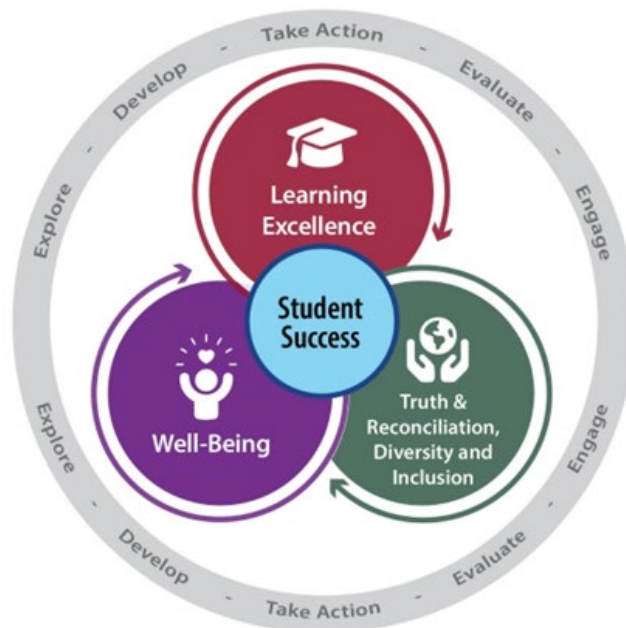 Explore - Develop - Take Action - Evaluate - Engage
Learning
Excellence
Student
Success
Well-Being
Truth &
Reconciliation,
Diversity and
Inclusion
Explore - Develop - Take Action - Evaluate - Engage